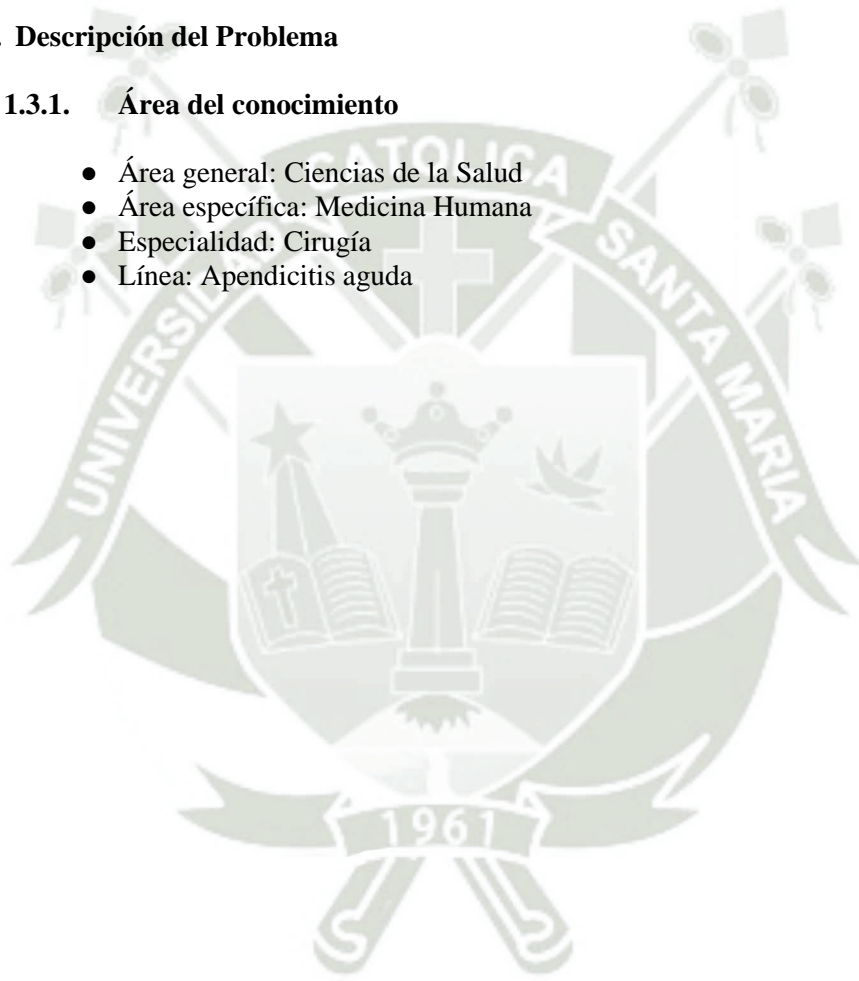 . Descripción del Problema
1.3.1. Área del conocimiento
● Área general: Ciencias de la Salud
● Área específica: Medicina Humana
● Especialidad: Cirugía
● Línea: Apendicitis aguda
UNIVERSIDAD CATOLICA SANTA MARIA
1961